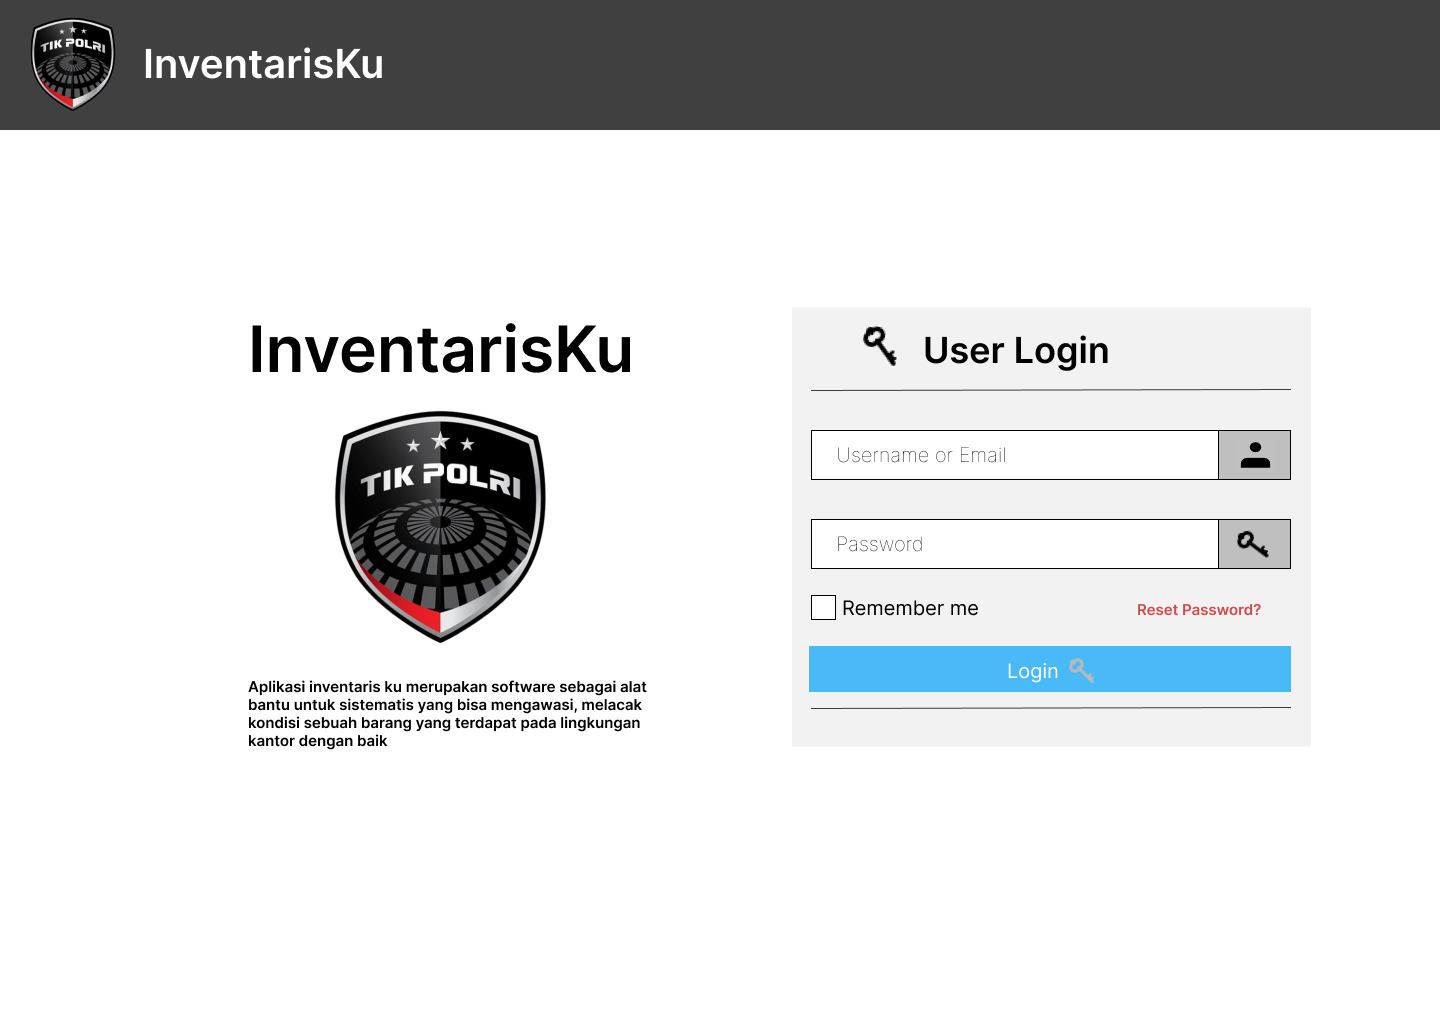 TIK POLRI
InventarisKu
InventarisKu
TIK POLRI
Aplikasi inventaris ku merupakan software sebagai alat
bantu untuk sistematis yang bisa mengawasi, melacak
kondisi sebuah barang yang terdapat pada lingkungan
kantor dengan baik
User Login
Username or Email
Password
Remember me
Reset Password?
Login